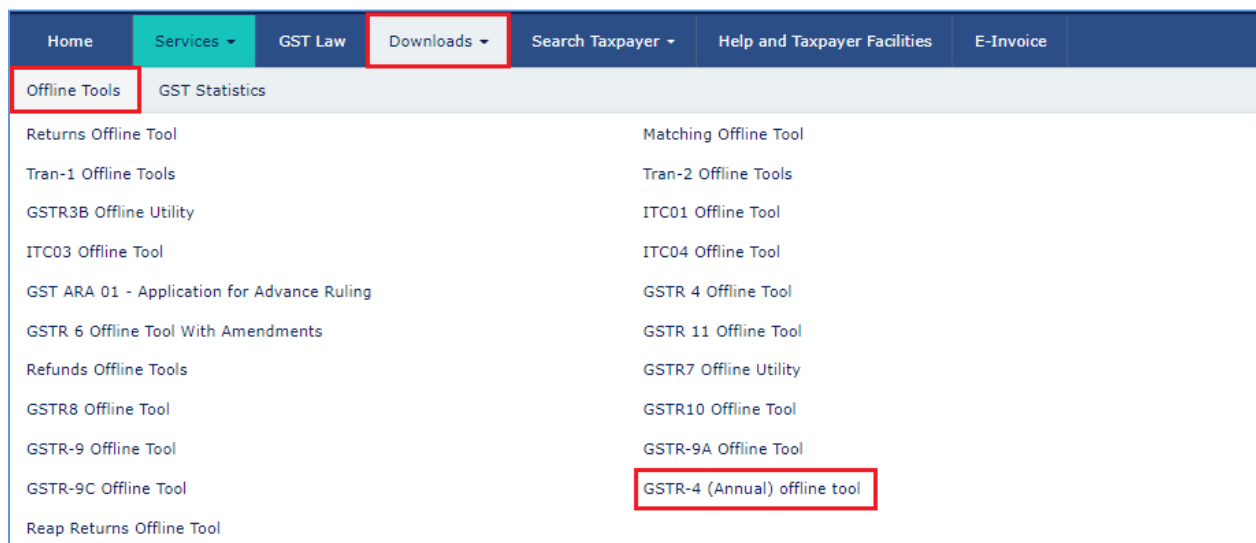 Home Services GST Law Downloads Search Taxpayer Help and Taxpayer Facilities E-Invoice
Offline Tools GST Statistics
Returns Offline Tool Matching Offline Tool
Tran-1 Offline Tools Tran-2 Offline Tools
GSTR3B Offline Utility ITC01 Offline Tool
ITC03 Offline Tool ITC04 Offline Tool
GST ARA 01 - Application for Advance Ruling GSTR 4 Offline Tool
GSTR 6 Offline Tool With Amendments GSTR 11 Offline Tool
Refunds Offline Tools GSTR7 Offline Utility
GSTR8 Offline Tool GSTR10 Offline Tool
GSTR-9 Offline Tool GSTR-9A Offline Tool
GSTR-9C Offline Tool GSTR-4 (Annual) offline tool
Reap Returns Offline Tool